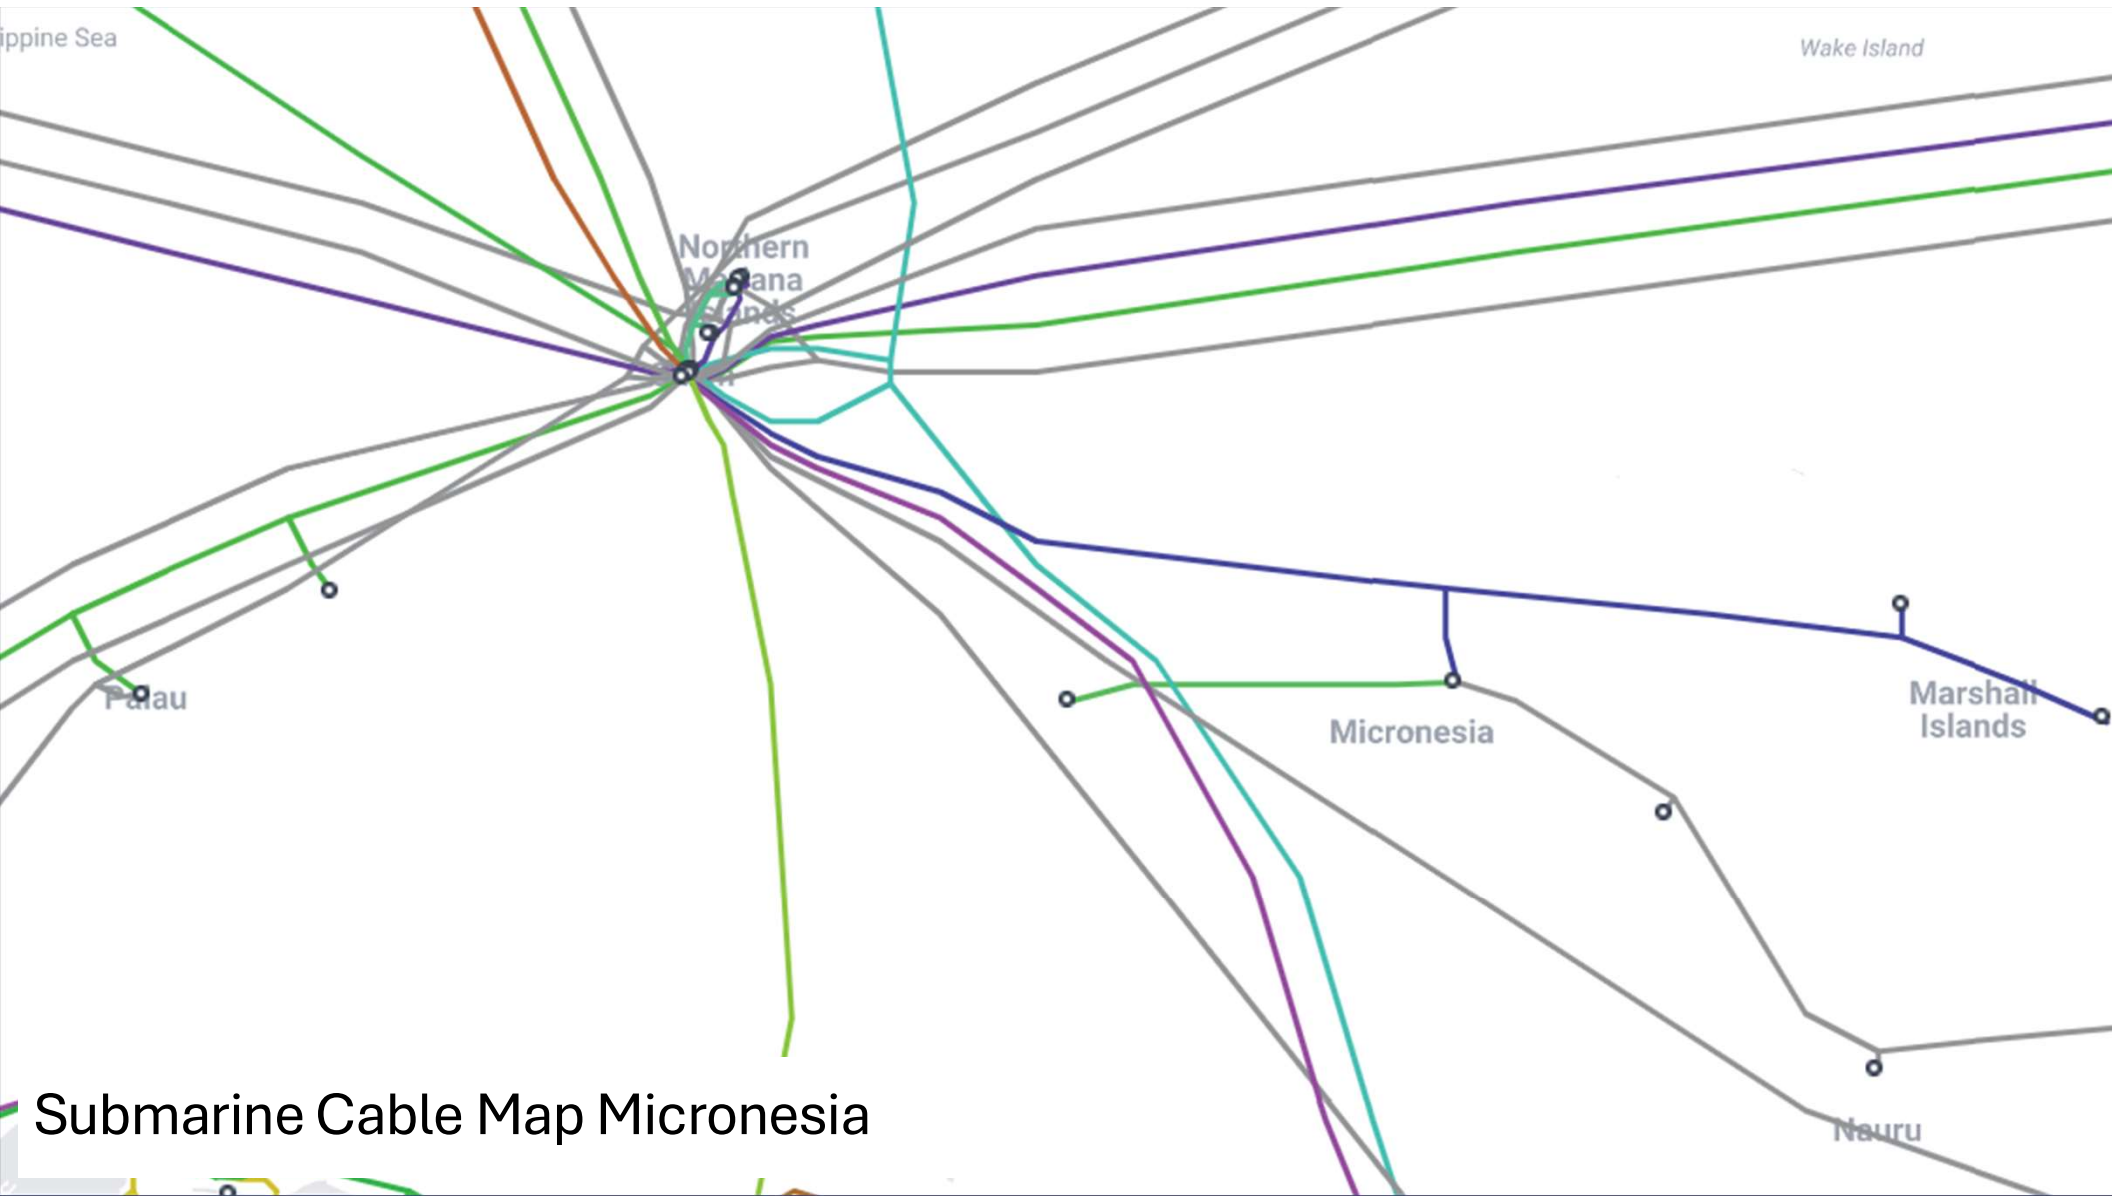 ippine Sea
Wake Island
Northern
Mariana
Islands
Palau
Micronesia
Marshall
Islands
Nauru
Submarine Cable Map Micronesia